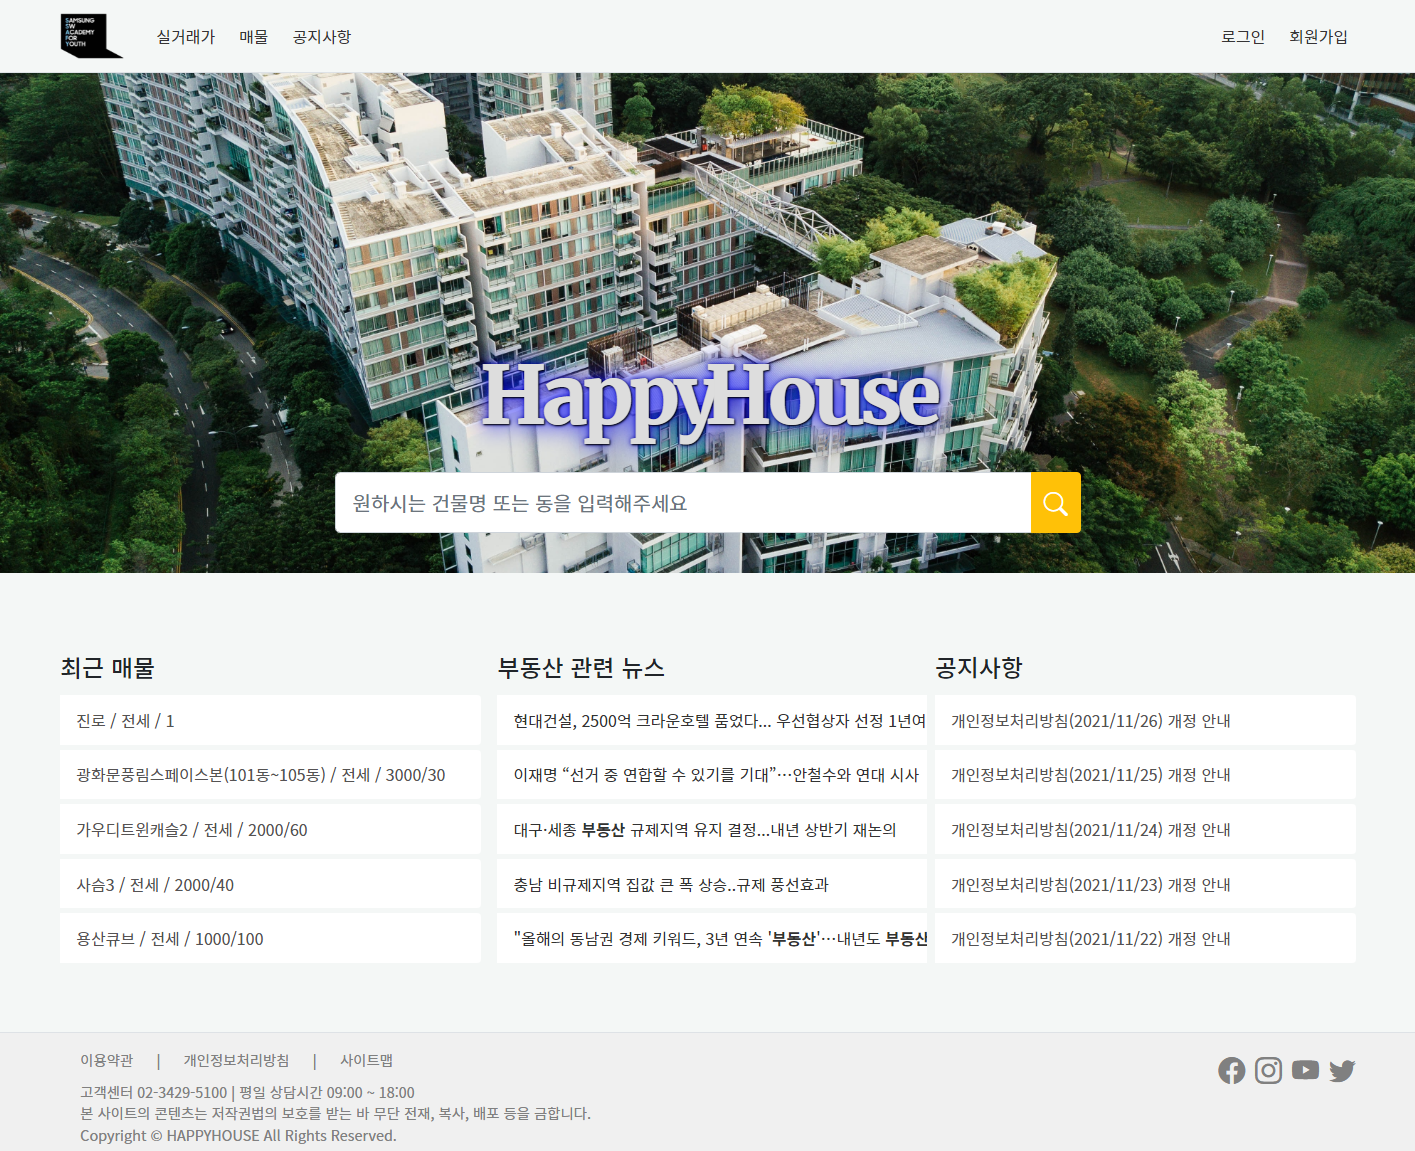 SAMSUNG
SW
ACADEMY
FOR
YOUTH
실거래가 매물 공지사항 로그인 회원가입
HappyHouse
원하시는 건물명 또는 동을 입력해주세요
최근 매물
진로 / 전세 / 1
광화문풍림스페이스본(101동~105동) / 전세 / 3000/30
가우디트윈캐슬2 / 전세 / 2000/60
사슴3 / 전세 / 2000/40
용산큐브 / 전세 / 1000/100
부동산 관련 뉴스
현대건설, 2500억 크라운호텔 품었다... 우선협상자 선정 1년여
이재명 “선거 중 연합할 수 있기를 기대”…안철수와 연대 시사
대구·세종 부동산 규제지역 유지 결정...내년 상반기 재논의
충남 비규제지역 집값 큰 폭 상승..규제 풍선효과
"올해의 동남권 경제 키워드, 3년 연속 '부동산'…내년도 부동산
공지사항
개인정보처리방침(2021/11/26) 개정 안내
개인정보처리방침(2021/11/25) 개정 안내
개인정보처리방침(2021/11/24) 개정 안내
개인정보처리방침(2021/11/23) 개정 안내
개인정보처리방침(2021/11/22) 개정 안내
이용약관 | 개인정보처리방침 | 사이트맵
고객센터 02-3429-5100 | 평일 상담시간 09:00 ~ 18:00
본 사이트의 콘텐츠는 저작권법의 보호를 받는 바 무단 전재, 복사, 배포 등을 금합니다.
Copyright © HAPPYHOUSE All Rights Reserved.